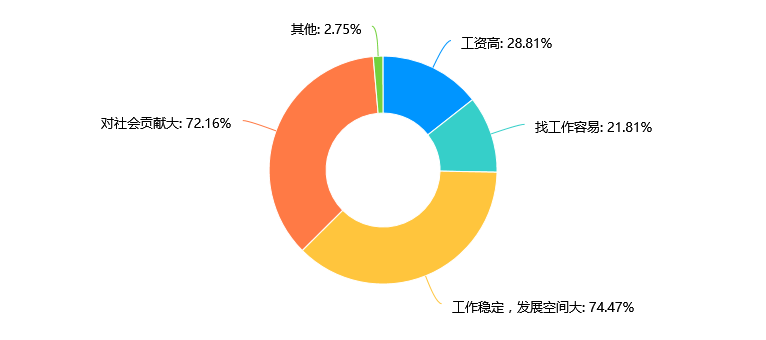 其他: 2.75%
工资高: 28.81%
对社会贡献大: 72.16%
找工作容易: 21.81%
工作稳定，发展空间大: 74.47%